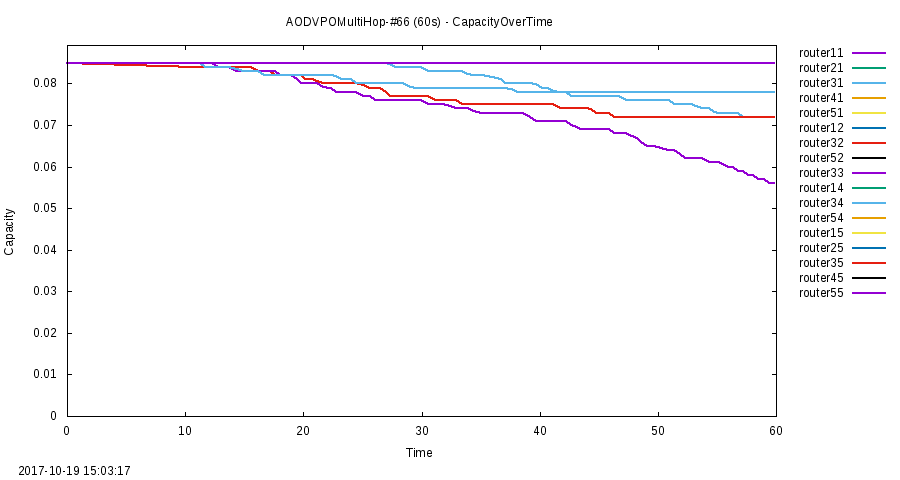 AODVPOMultiHop-#66 (60s) - CapacityOverTime
router11
router21
router31
router41
router51
router12
router32
router52
router33
router14
router34
router54
router15
router25
router35
router45
router55
0.08
0.07
0.06
0.05
0.04
0.03
0.02
0.01
0
Capacity
0 10 20 30 40 50 60
Time
2017-10-19 15:03:17